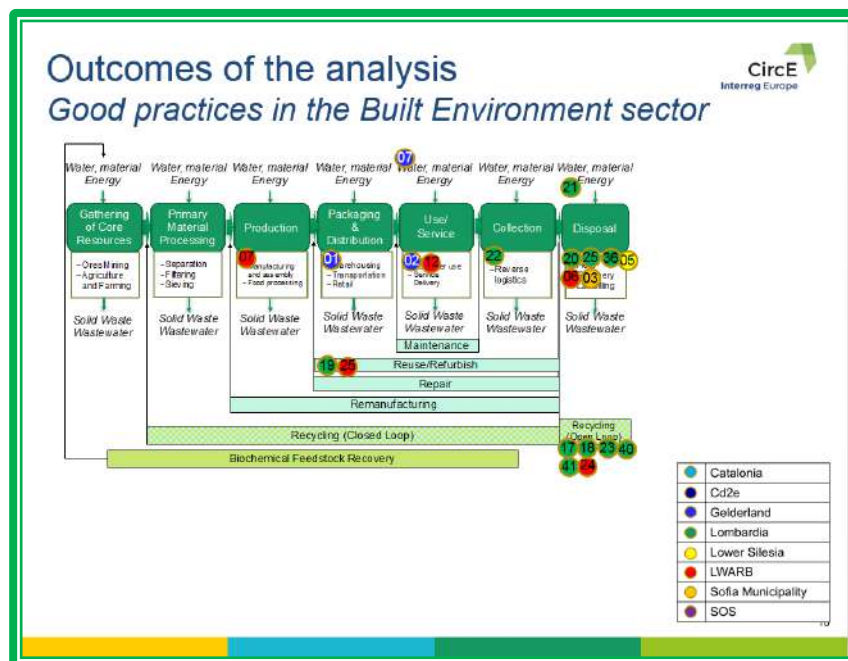 Outcomes of the analysis
Good practices in the Built Environment sector
CircE
Interreg Europe
07
Water, material
Energy
Water, material
Energy
Water, material
Energy
Water, material
Energy
Water, material
Energy
Water, material
Energy
Water, material
Energy
21
Gathering
of Core
Resources
Primary
Material
Processing
Production
Packaging
&
Distribution
Use/
Service
Collection
Disposal
–Ores Mining
–Agriculture
and Farming
–Separation
–Filtering
–Sieving
07
and assembly
–Food processing
01
–Transportation
–Retail
02
12
use
–Service
Delivery
22
–Reverse
logistics
20 25 36 05
06 03
Solid Waste
Wastewater
Solid Waste
Wastewater
Solid Waste
Wastewater
Solid Waste
Wastewater
Solid Waste
Wastewater
Solid Waste
Wastewater
Solid Waste
Wastewater
Maintenance
19 25
Reuse/Refurbish
Repair
Remanufacturing
Recycling (Closed Loop)
Recycling
(Open Loop)
17 18 23 40
41 24
Biochemical Feedstock Recovery
Catalonia
Cd2e
Gelderland
Lombardia
Lower Silesia
LWARB
Sofia Municipality
SOS